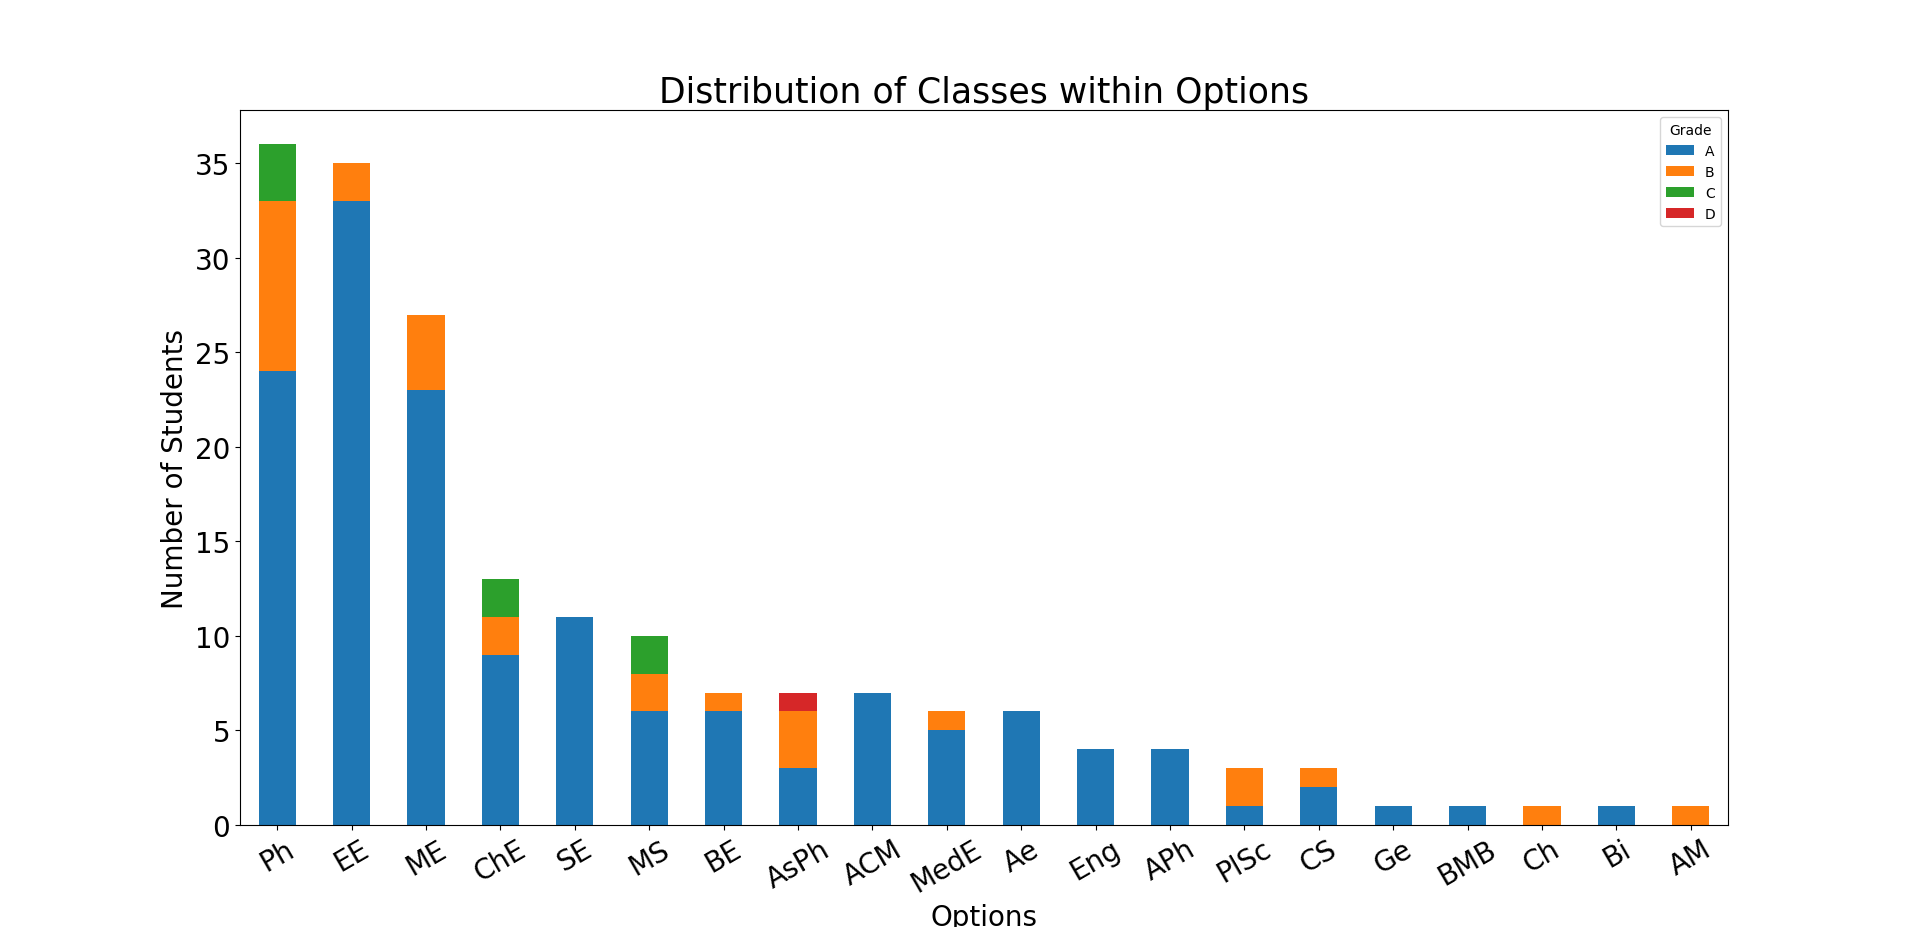 Distribution of Classes within Options
Grade
A
B
C
D
Number of Students
35
30
25
20
15
10
5
0
Ph EE ME ChE SE MS BE AsPh ACM MedE Ae Eng APh PlSc CS Ge BMB Ch Bi AM
Options